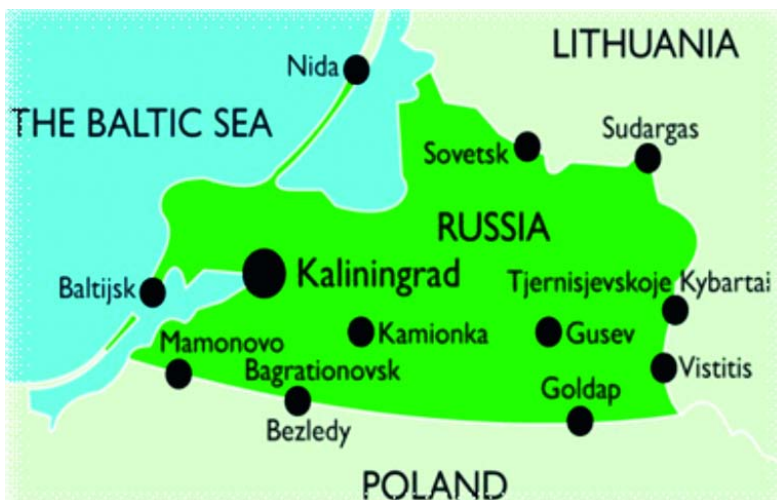 LITHUANIA
Nida
THE BALTIC SEA
Sovetsk
Sudargas
RUSSIA
Kaliningrad
Baltijsk
Tjernisjevskoje Kybartai
Mamonovo
Kamionka
Gusev
Bagrationovsk
Vistitis
Goldap
Bezledy
POLAND